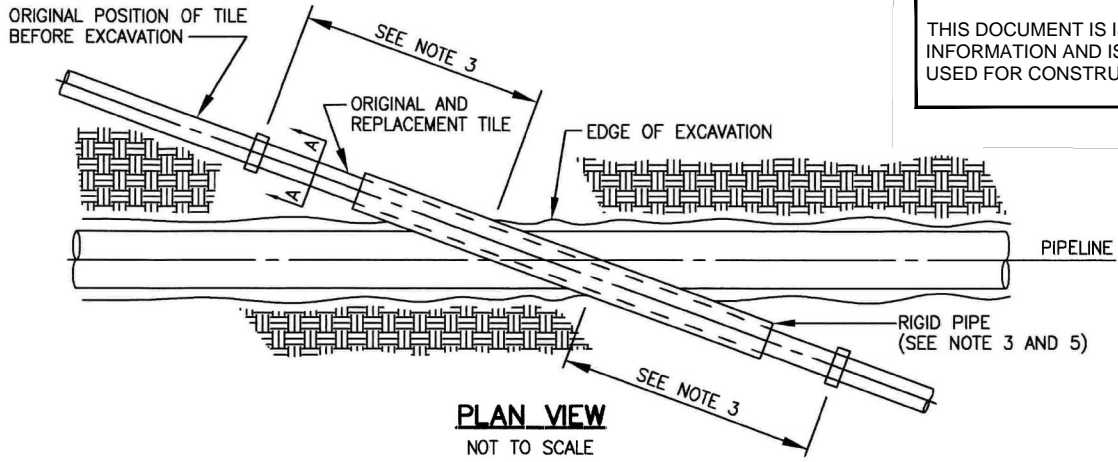 ORIGINAL POSITION OF TILE
BEFORE EXCAVATION
SEE NOTE 3
THIS DOCUMENT IS
INFORMATION AND IS
USED FOR
ORIGINAL AND
REPLACEMENT TILE
EDGE OF EXCAVATION
A
A
PIPELINE
RIGID PIPE
(SEE NOTE 3 AND 5)
SEE NOTE 3
PLAN VIEW
NOT TO SCALE